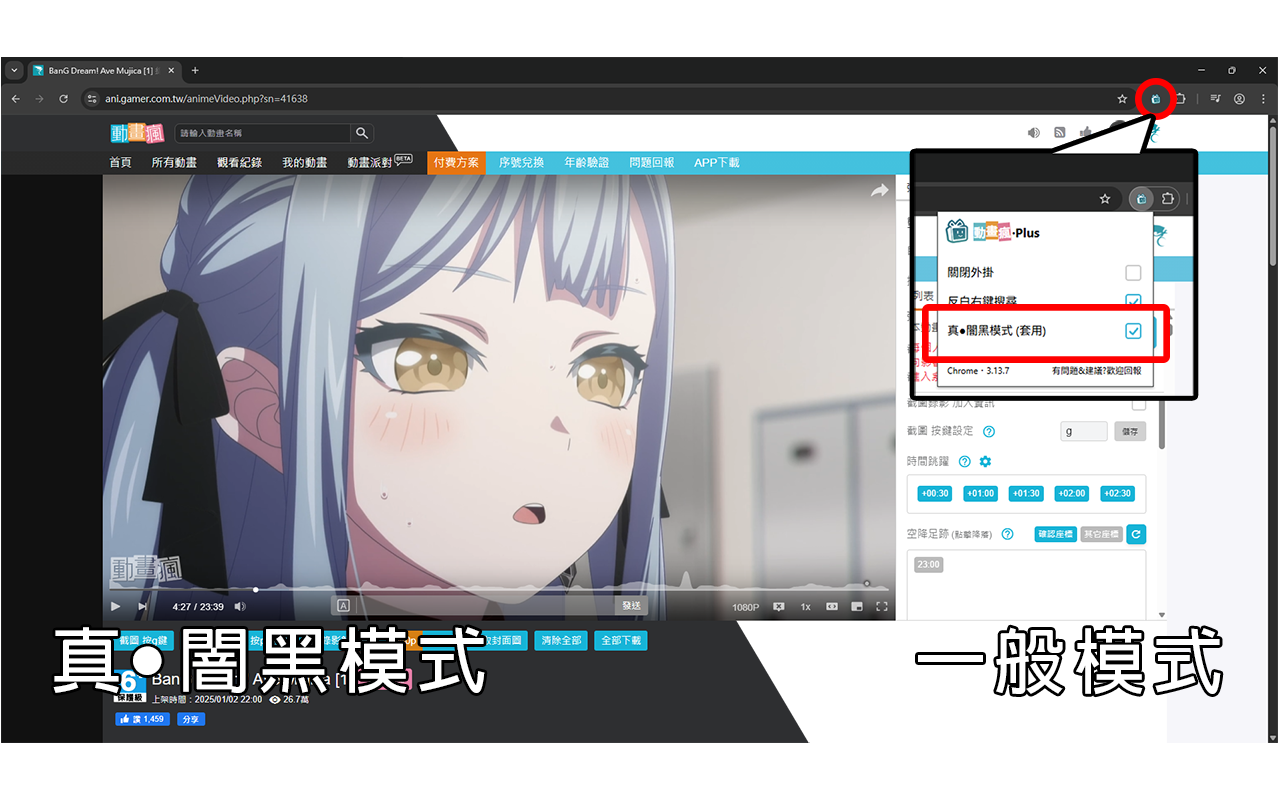 BanG Dream! Ave Mujica [1]
ani.gamer.com.tw/animeVideo.php?sn=41638
動畫瘋
請輸入動畫名稱
首頁 所有動畫 觀看紀錄 我的動畫 動畫派對 BETA 付費方案 序號兌換 年齡驗證 問題回報 APP下載
動畫瘋·Plus
關閉外掛
反白右鍵搜尋
列表
真●闇黑模式 (套用)
Chrome・3.13.7 有問題&建議?歡迎回報
截圖錄影 加入資訊
截圖 按鍵設定 g 儲存
時間跳躍
+00:30 +01:00 +01:30 +02:00 +02:30
空降足跡 (點擊降落) 確認座標 其它座標
23:00
動畫瘋
4:27 / 23:39 A 發送 1080P 1x
截圖 按g鍵 封面圖 清除全部 全部下載
真●闇黑模式
一般模式
6+
保護級
上架時間：2025/01/02 22:00 26.7萬
讚 1,459 分享